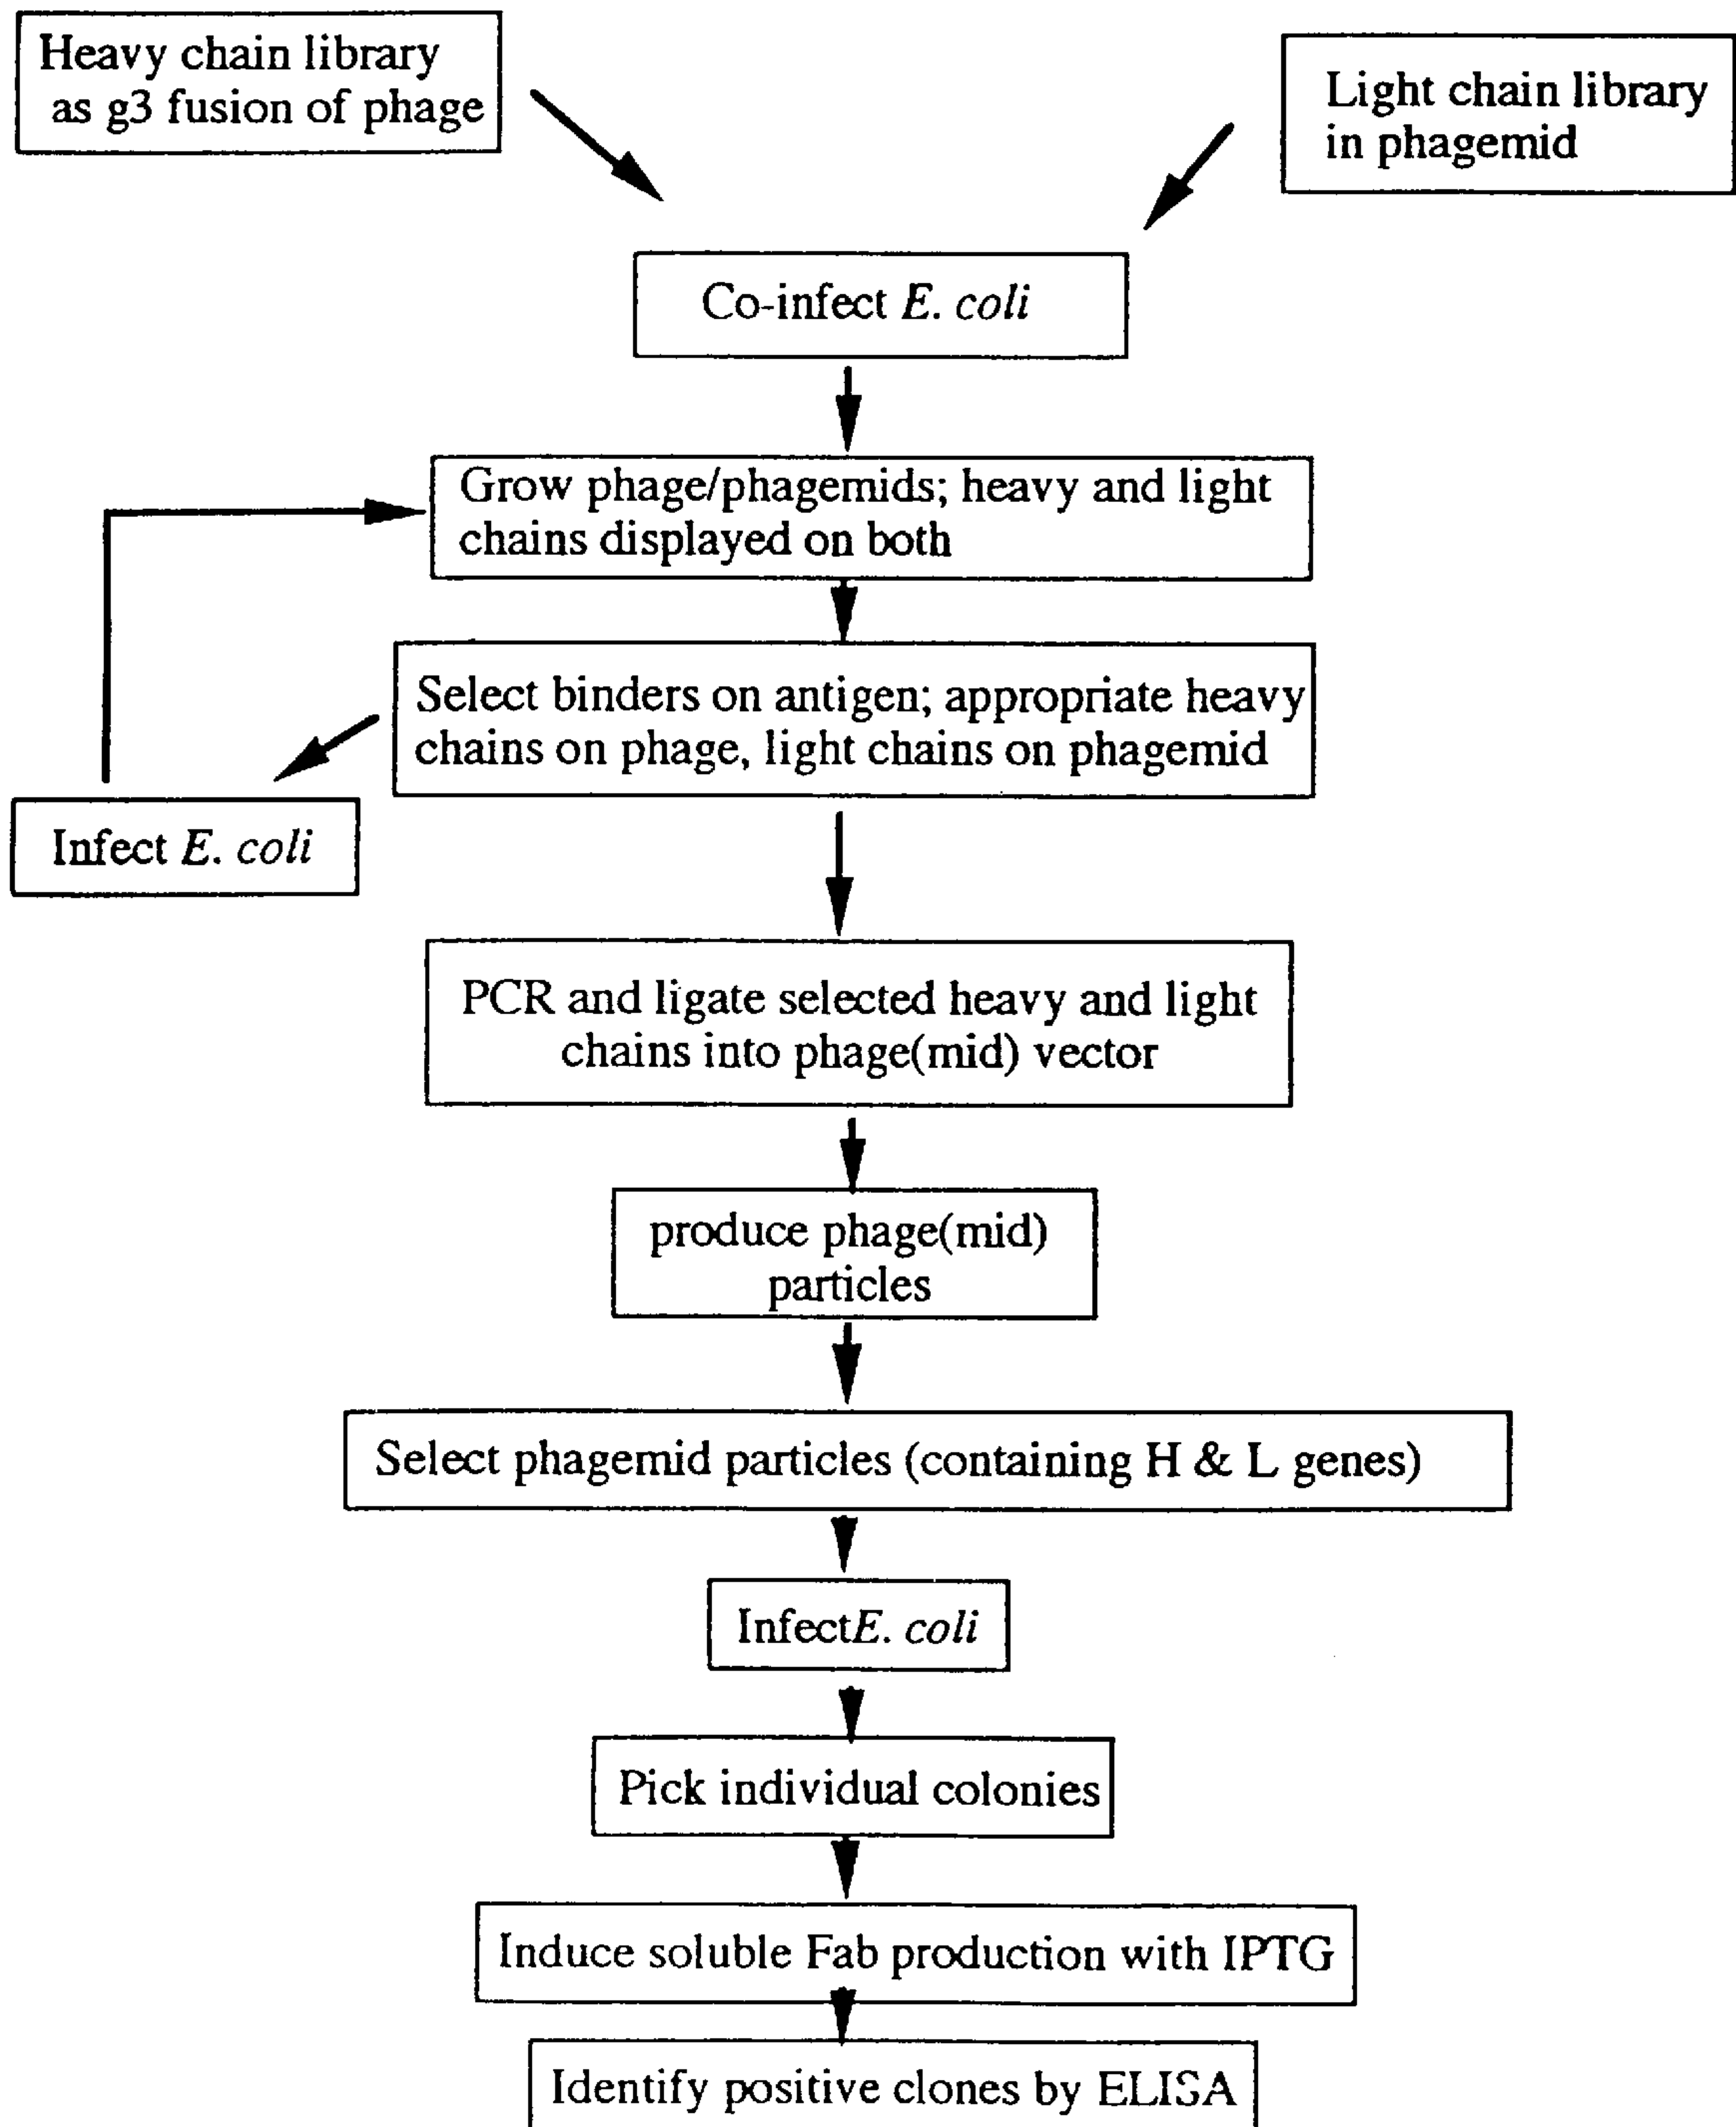 Heavy chain library
as g3 fusion of phage
Light chain library
in phagemid
Co-infect E. coli
Grow phage/phagemids; heavy and light
chains displayed on both
Select binders on antigen; appropriate heavy
chains on phage, light chains on phagemid
Infect E. coli
PCR and ligate selected heavy and light
chains into phage(mid) vector
produce phage(mid)
particles
Select phagemid particles (containing H & L genes)
InfectE. coli
Pick individual colonies
Induce soluble Fab production with IPTG
Identify positive clones by ELISA